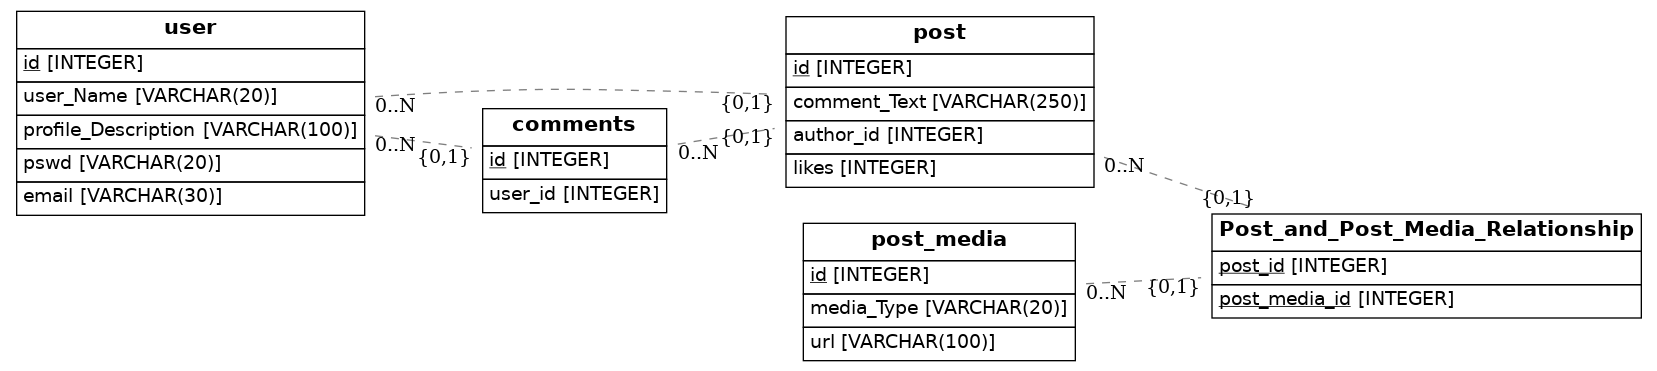 user
id [INTEGER]
user_Name [VARCHAR(20)]
profile_Description [VARCHAR(100)]
pswd [VARCHAR(20)]
email [VARCHAR(30)]
0..N
{0,1}
0..N
{0,1}
comments
id [INTEGER]
user_id [INTEGER]
0..N
{0,1}
post
id [INTEGER]
comment_Text [VARCHAR(250)]
author_id [INTEGER]
likes [INTEGER]
0..N
{0,1}
post_media
id [INTEGER]
media_Type [VARCHAR(20)]
url [VARCHAR(100)]
0..N
{0,1}
Post_and_Post_Media_Relationship
post_id [INTEGER]
post_media_id [INTEGER]